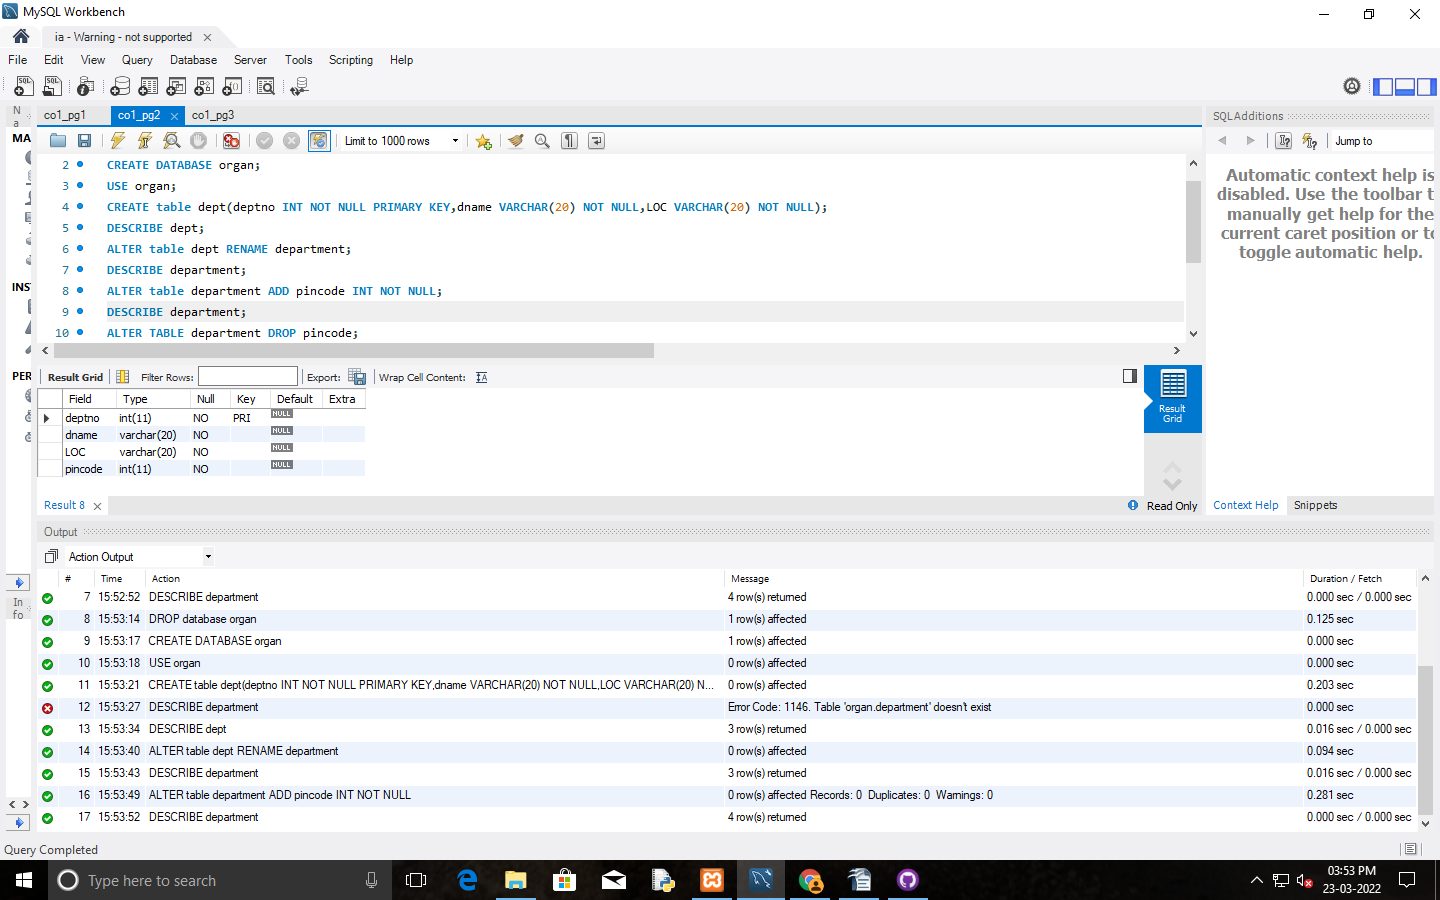 MySQL Workbench
ia - Warning - not supported
File Edit View Query Database Server Tools Scripting Help
co1_pg1 co1_pg2 co1_pg3
SQLAdditions
Limit to 1000 rows
Jump to
2 CREATE DATABASE organ;
3 USE organ;
4 CREATE table dept(deptno INT NOT NULL PRIMARY KEY,dname VARCHAR(20) NOT NULL,LOC VARCHAR(20) NOT NULL);
5 DESCRIBE dept;
6 ALTER table dept RENAME department;
7 DESCRIBE department;
8 ALTER table department ADD pincode INT NOT NULL;
9 DESCRIBE department;
10 ALTER TABLE department DROP pincode;
N
a
MA
INS
PER
In
fo
Automatic context help is
disabled. Use the toolbar t
manually get help for the
current caret position or to
toggle automatic help.
Result Grid Filter Rows: Export: Wrap Cell Content:
Field Type Null Key Default Extra
deptno int(11) NO PRI NULL
dname varchar(20) NO NULL
LOC varchar(20) NO NULL
pincode int(11) NO NULL
Result
Grid
Result 8
Read Only
Context Help Snippets
Output
Action Output
# Time Action Message Duration / Fetch
7 15:52:52 DESCRIBE department 4 row(s) returned 0.000 sec / 0.000 sec
8 15:53:14 DROP database organ 1 row(s) affected 0.125 sec
9 15:53:17 CREATE DATABASE organ 1 row(s) affected 0.000 sec
10 15:53:18 USE organ 0 row(s) affected 0.000 sec
11 15:53:21 CREATE table dept(deptno INT NOT NULL PRIMARY KEY,dname VARCHAR(20) NOT NULL,LOC VARCHAR(20) N... 0 row(s) affected 0.203 sec
12 15:53:27 DESCRIBE department Error Code: 1146. Table 'organ.department' doesn't exist 0.000 sec
13 15:53:34 DESCRIBE dept 3 row(s) returned 0.016 sec / 0.000 sec
14 15:53:40 ALTER table dept RENAME department 0 row(s) affected 0.094 sec
15 15:53:43 DESCRIBE department 3 row(s) returned 0.016 sec / 0.000 sec
16 15:53:49 ALTER table department ADD pincode INT NOT NULL 0 row(s) affected Records: 0 Duplicates: 0 Warnings: 0 0.281 sec
17 15:53:52 DESCRIBE department 4 row(s) returned 0.000 sec / 0.000 sec
Query Completed
Type here to search
03:53 PM
23-03-2022